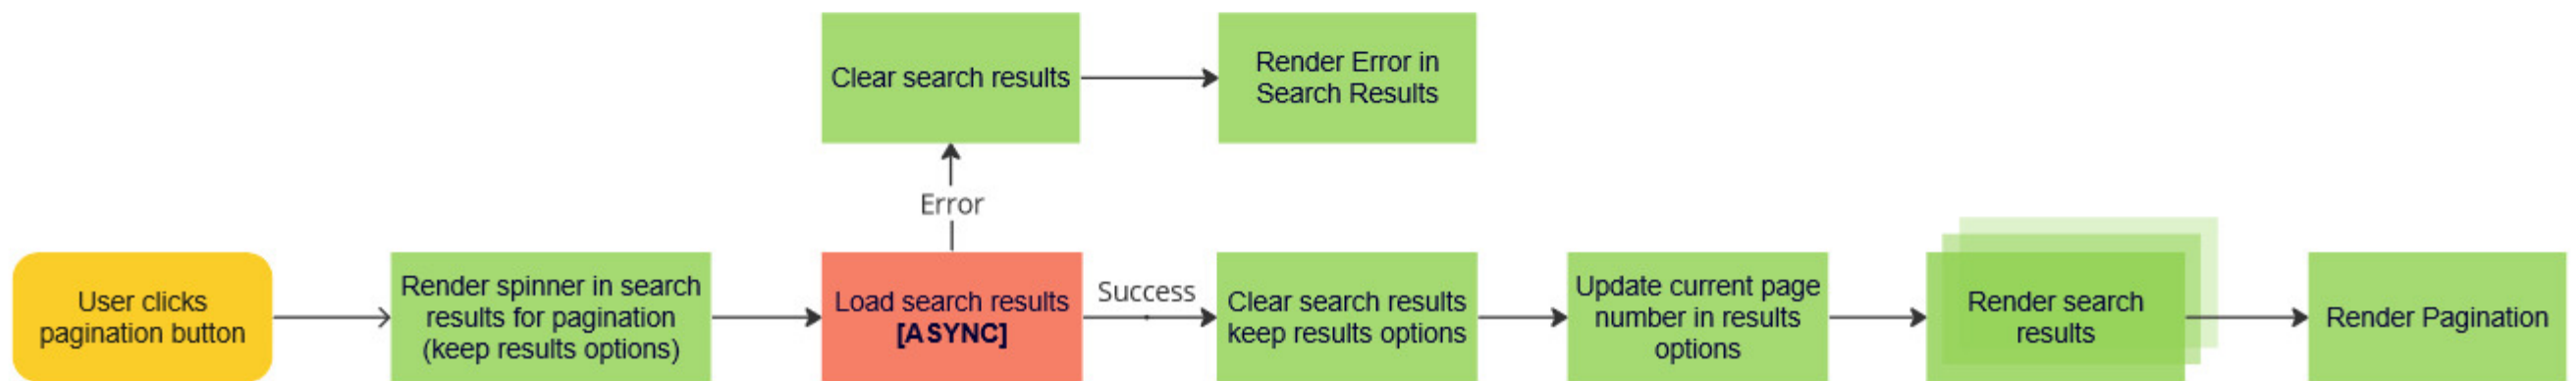 Clear search results
Render Error in
Search Results
Error
User clicks
pagination button
Render spinner in search
results for pagination
(keep results options)
Load search results
[ASYNC]
Success
Clear search results
keep results options
Update current page
number in results
options
Render search
results
Render Pagination